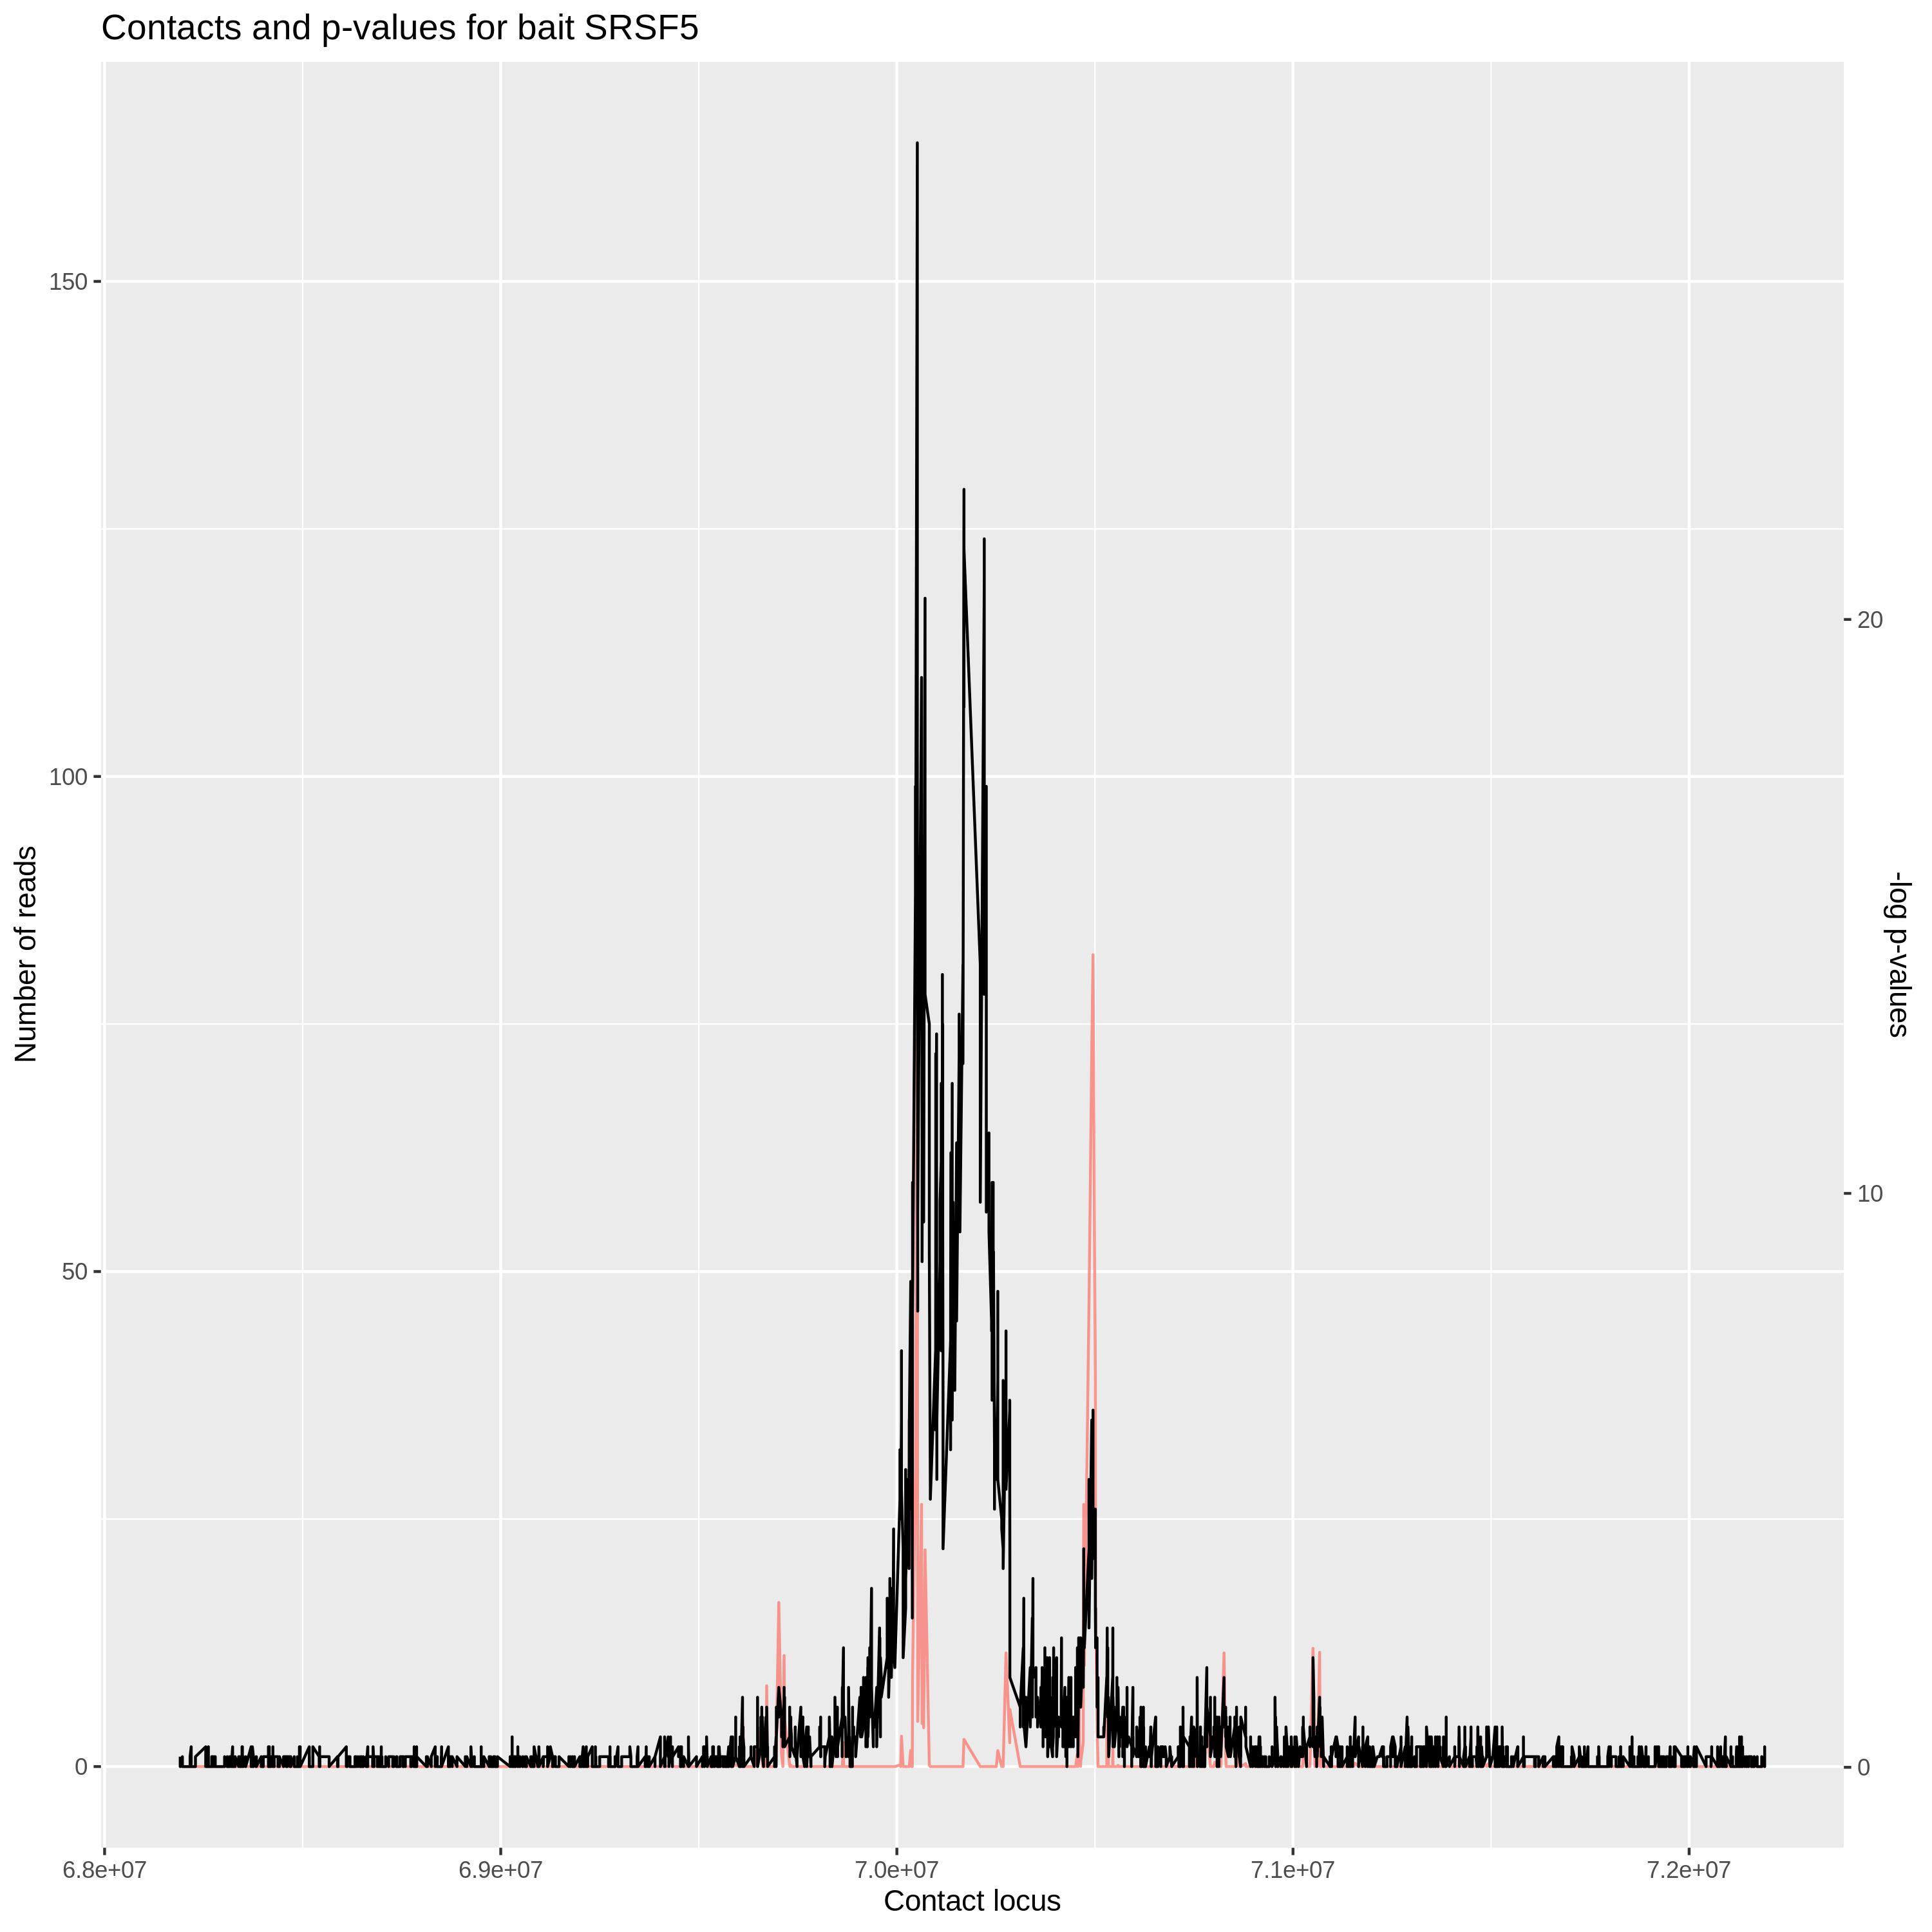 Contacts and p-values for bait SRSF5
Number of reads
150
100
50
0
-log p-values
20
10
0
6.8e+07
6.9e+07
7.0e+07
7.1e+07
7.2e+07
Contact locus